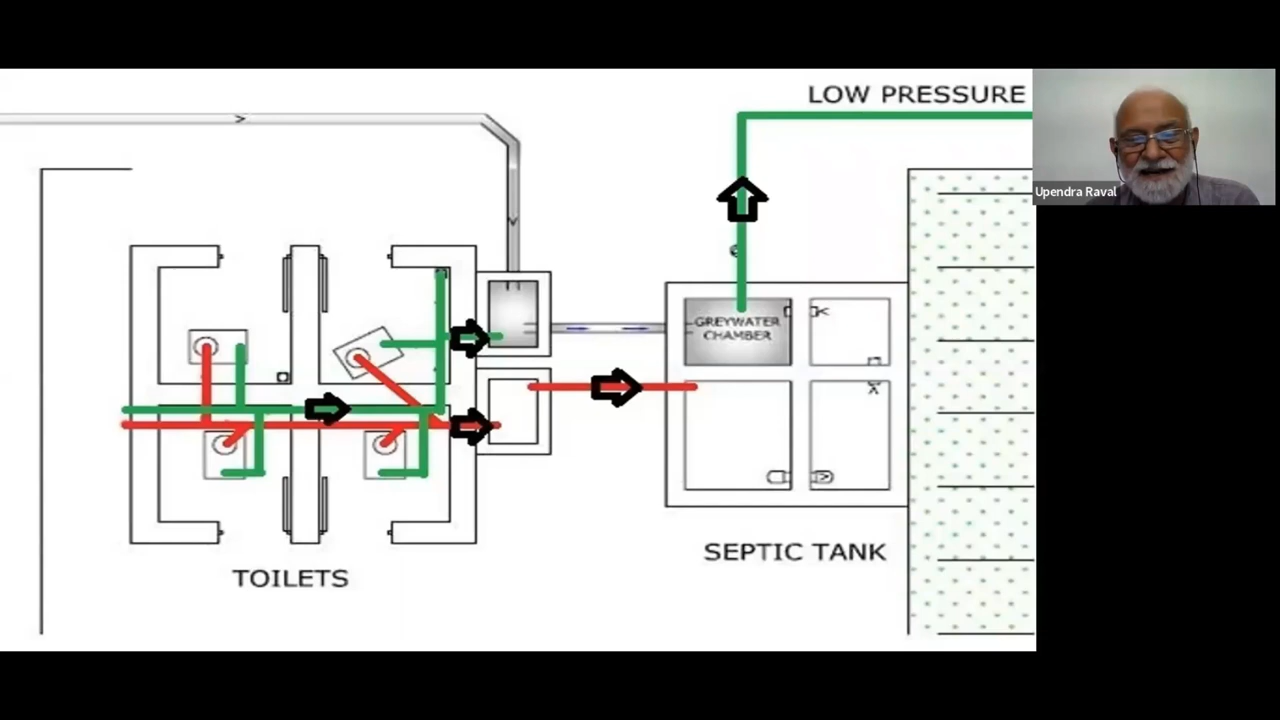 LOW PRESSURE
Upendra Raval
GREYWATER
CHAMBER
SEPTIC TANK
TOILETS